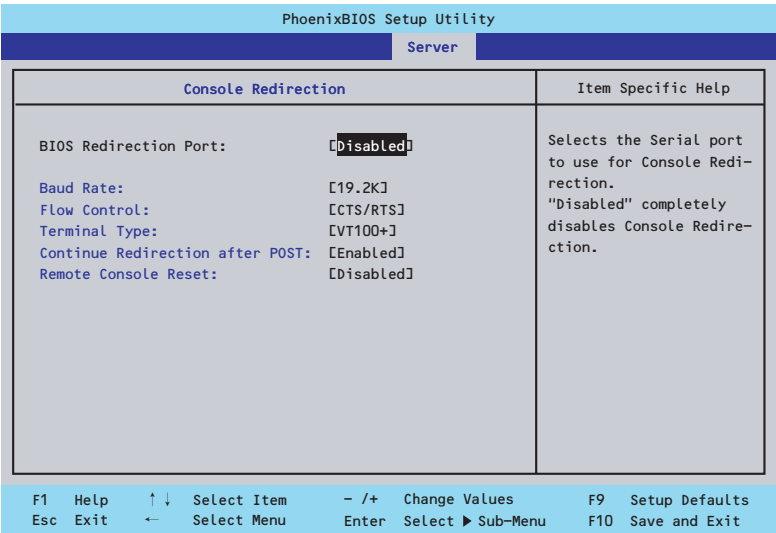 PhoenixBIOS Setup Utility
Server
Console Redirection
BIOS Redirection Port: [Disabled]
Baud Rate: [19.2K]
Flow Control: [CTS/RTS]
Terminal Type: [VT100+]
Continue Redirection after POST: [Enabled]
Remote Console Reset: [Disabled]
Item Specific Help
Selects the Serial port
to use for Console Redi-
rection.
"Disabled" completely
disables Console Redire-
ction.
F1 Help ↑↓ Select Item - /+ Change Values F9 Setup Defaults
Esc Exit ← Select Menu Enter Select ▶ Sub-Menu F10 Save and Exit